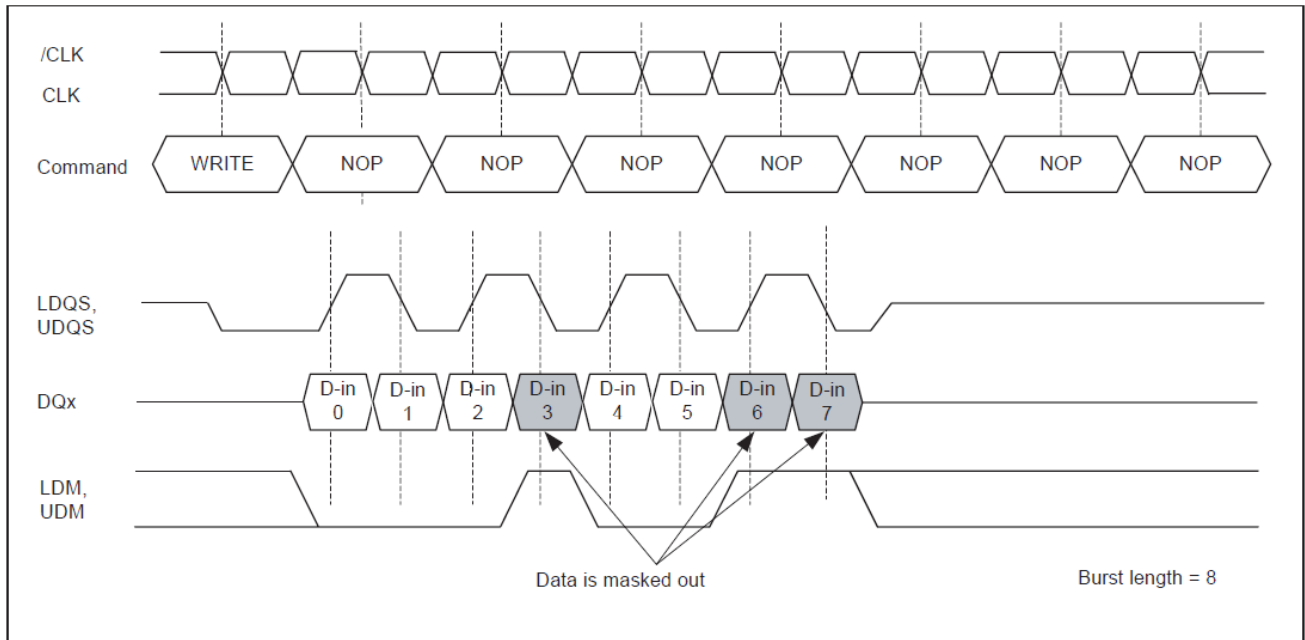 /CLK
CLK
Command WRITE NOP NOP NOP NOP NOP NOP NOP
LDQS,
UDQS
DQx
D-in D-in D-in D-in D-in D-in D-in D-in
0 1 2 3 4 5 6 7
LDM,
UDM
Data is masked out
Burst length = 8